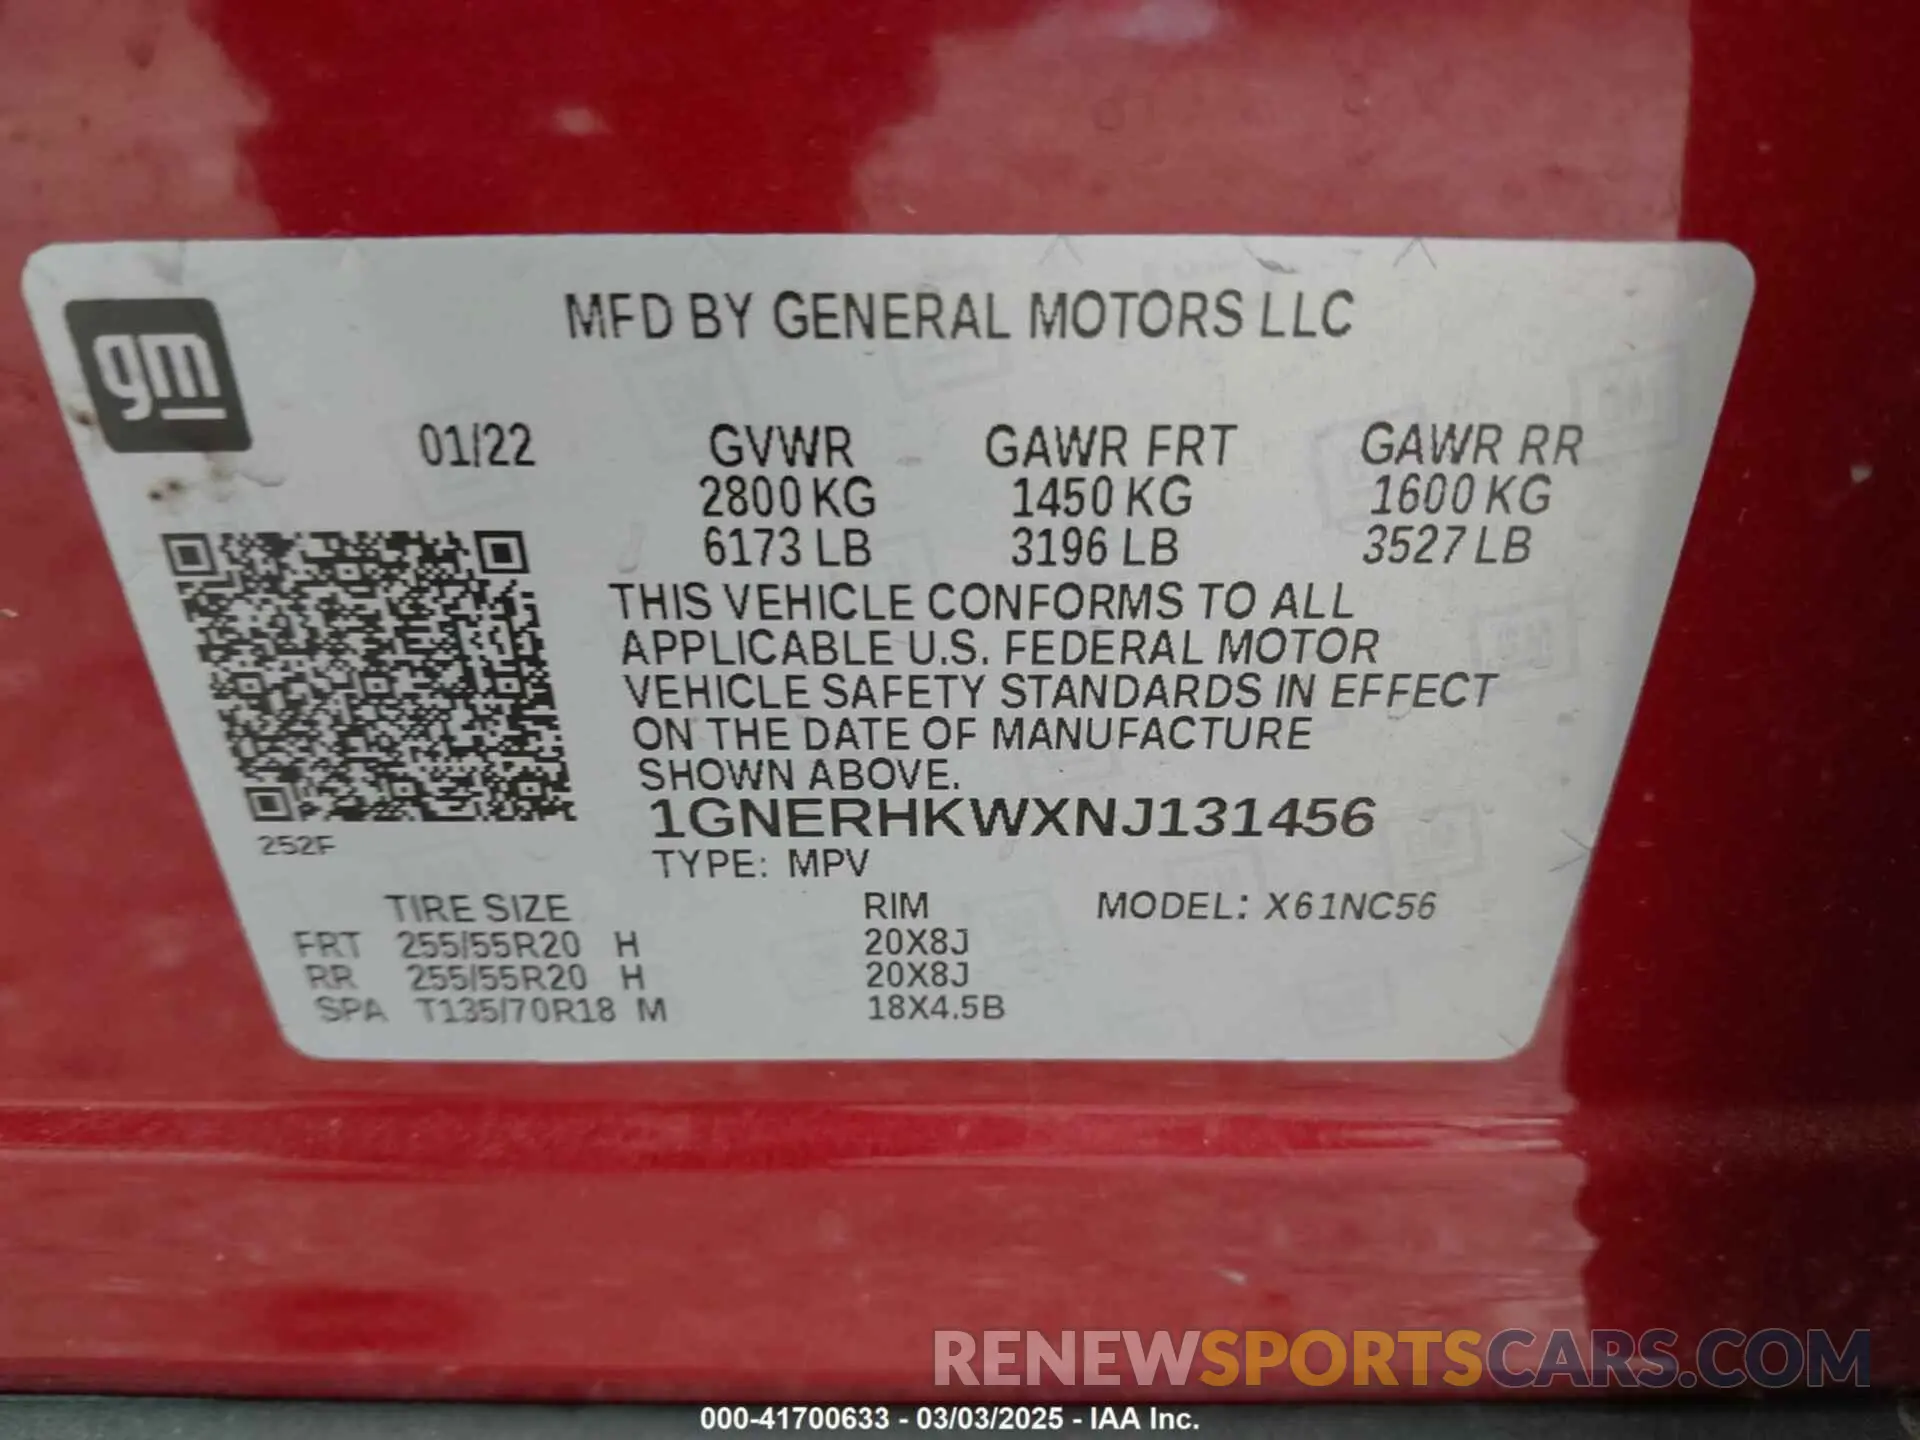 MFD BY GENERAL MOTORS LLC
gm
01/22 GVWR GAWR FRT GAWR RR
2800 KG 1450 KG 1600 KG
6173 LB 3196 LB 3527 LB
THIS VEHICLE CONFORMS TO ALL
APPLICABLE U.S. FEDERAL MOTOR
VEHICLE SAFETY STANDARDS IN EFFECT
ON THE DATE OF MANUFACTURE
SHOWN ABOVE.
1GNERHKWXNJ131456
252F
TYPE: MPV
TIRE SIZE RIM MODEL: X61NC56
FRT 255/55R20 H 20X8J
RR 255/55R20 H 20X8J
SPA T135/70R18 M 18X4.5B
RENEWSPORTSCARS.COM
000-41700633 - 03/03/2025 - IAA Inc.